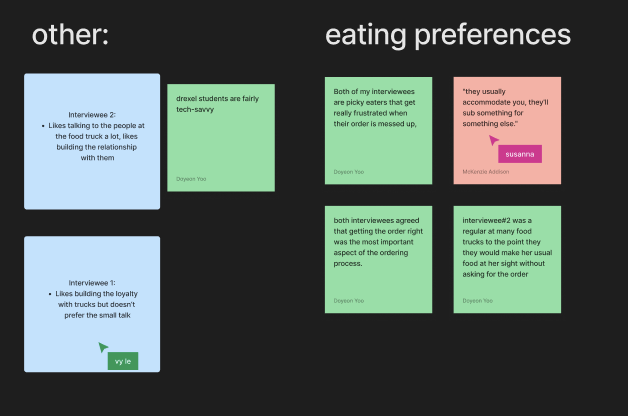 other:
Interviewee 2:
• Likes talking to the people at
the food truck a lot, likes
building the relationship
with them
drexel students are fairly
tech-savvy
Doyeon Yoo
Interviewee 1:
• Likes building the loyalty
with trucks but doesn't
prefer the small talk
vy le
eating preferences
Both of my interviewees
are picky eaters that get
really frustrated when
their order is messed up,
Doyeon Yoo
"they usually
accommodate you, they'll
sub something for
something else."
susanna
McKenzie Addison
both interviewees agreed
that getting the order right
was the most important
aspect of the ordering
process.
Doyeon Yoo
interviewee#2 was a
regular at many food
trucks to the point they
they would make her usual
food at her sight without
asking for the order
Doyeon Yoo